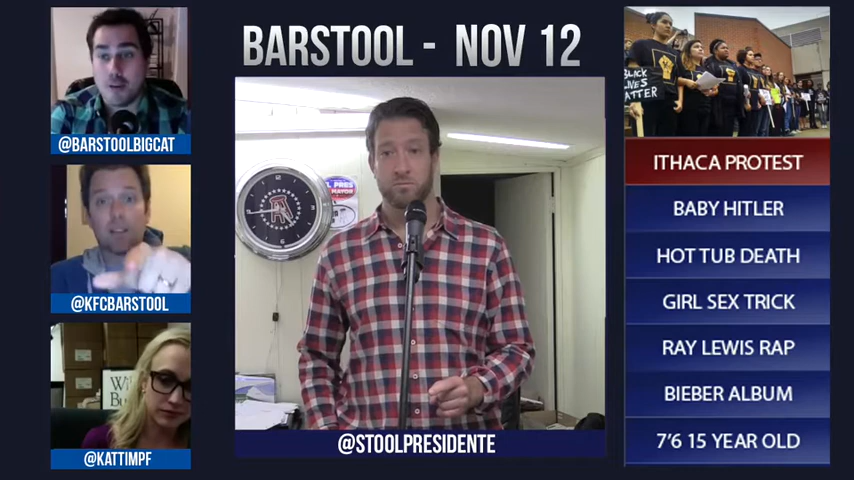 BARSTOOL - NOV 12
@BARSTOOLBIGCAT
@KFCBARSTOOL
@KATTIMPF
@STOOLPRESIDENTE
BLACK
LIVES
MATTER
ITHACA PROTEST
BABY HITLER
HOT TUB DEATH
GIRL SEX TRICK
RAY LEWIS RAP
BIEBER ALBUM
7'6 15 YEAR OLD